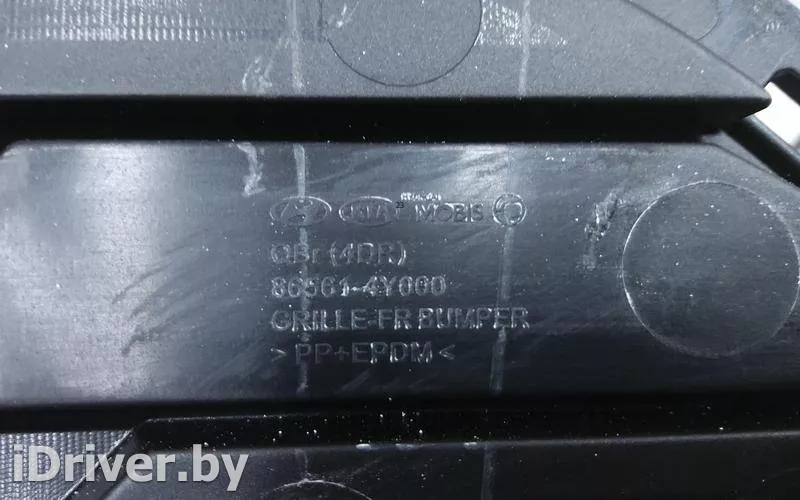 KIA MOBIS
QBr (4DR)
86561-4Y000
GRILLE-FR BUMPER
>PP+EPDM<
iDriver.by